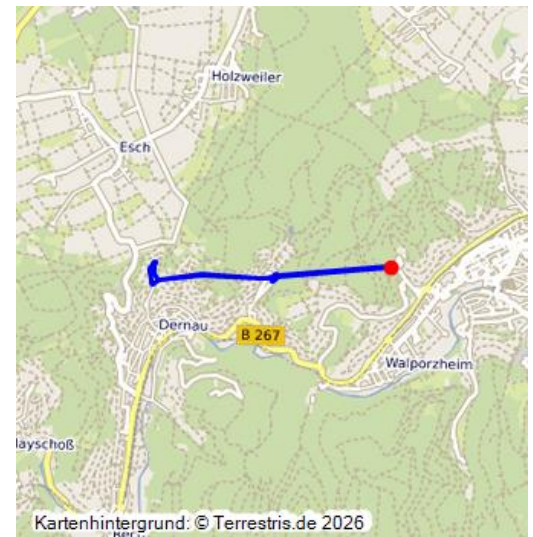 Holzweiler
Esch
Dernau
B 267
Walporzheim
layschoß
Kartenhintergrund: © Terrestris.de 2026